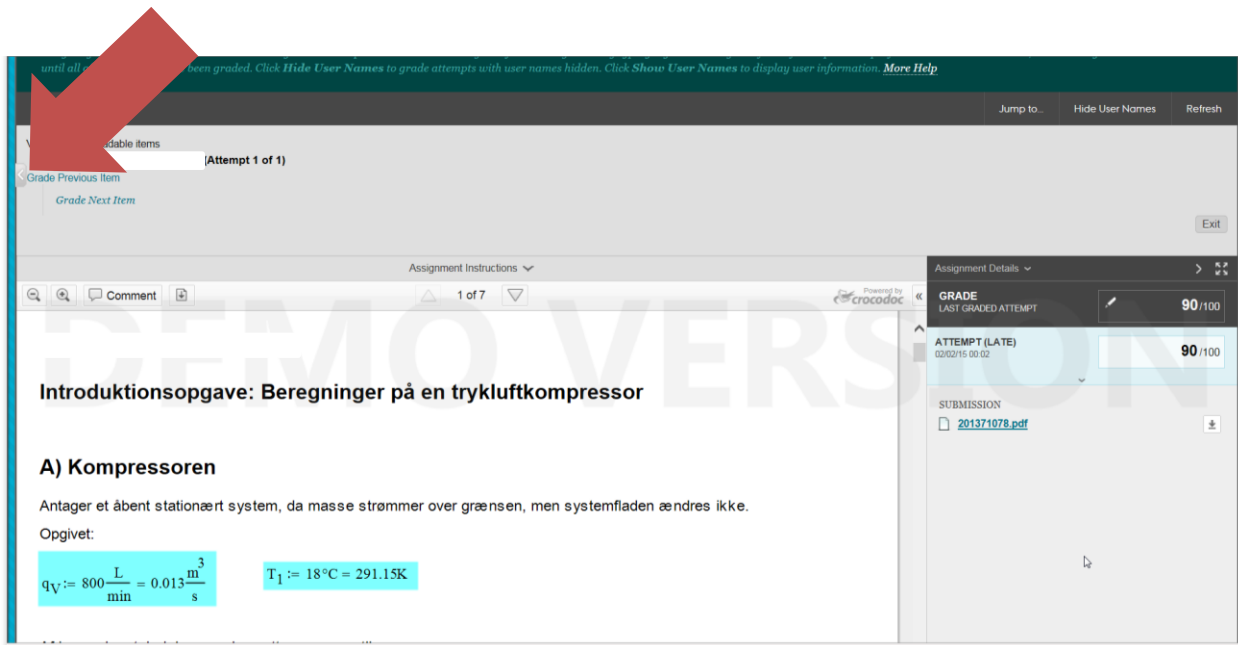 until all been graded. Click Hide User Names to grade attempts with user names hidden. Click Show User Names to display user information. More Help
Jump to... Hide User Names Refresh
items
(Attempt 1 of 1)
Grade Previous Item
Grade Next Item
Exit
Assignment Instructions
Assignment Details
Comment
1 of 7
Powered by
crocodoc
GRADE
LAST GRADED ATTEMPT
90/100
ATTEMPT (LATE)
02/02/15 00:02
90/100
DEMO VERSION
SUBMISSION
201371078.pdf
Introduktionsopgave: Beregninger på en trykluftkompressor
A) Kompressoren
Antager et åbent stationært system, da masse strømmer over grænsen, men systemfladen ændres ikke.
Opgivet:
qV := 800 L/min = 0.013 m³/s
T1 := 18°C = 291.15K